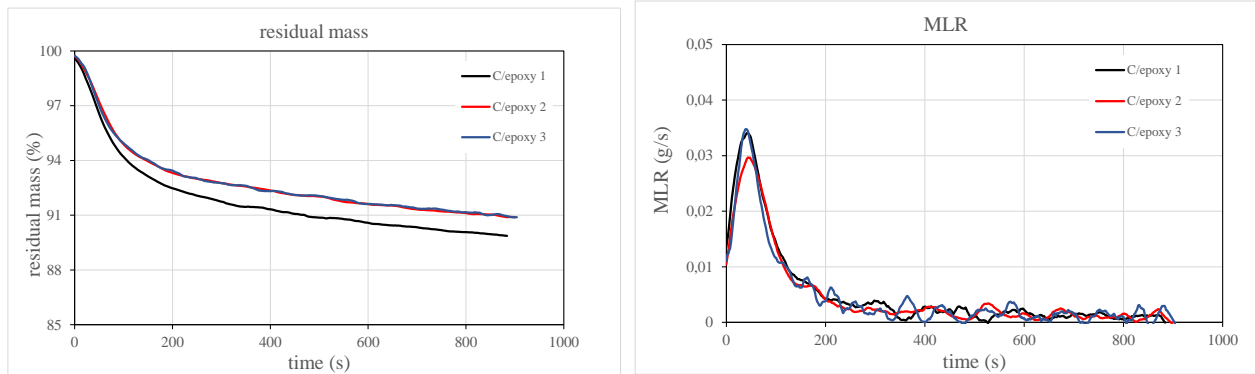 residual mass
100
97
94
91
88
85
residual mass (%)
0
200
400
600
800
1000
time (s)
C/epoxy 1
C/epoxy 2
C/epoxy 3
MLR
0.05
0.04
0.03
0.02
0.01
0
MLR (g/s)
0
200
400
600
800
1000
time (s)
C/epoxy 1
C/epoxy 2
C/epoxy 3